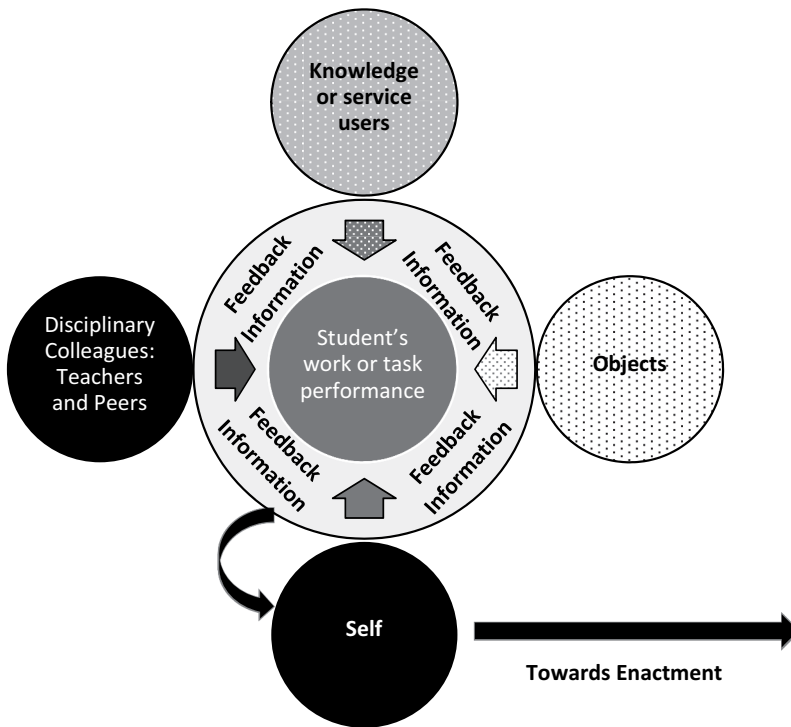 Knowledge
or service
users
Feedback
Information
Feedback
Information
Disciplinary
Colleagues:
Teachers
and Peers
Student’s
work or task
performance
Objects
Feedback
Information
Feedback
Information
Self
Towards Enactment